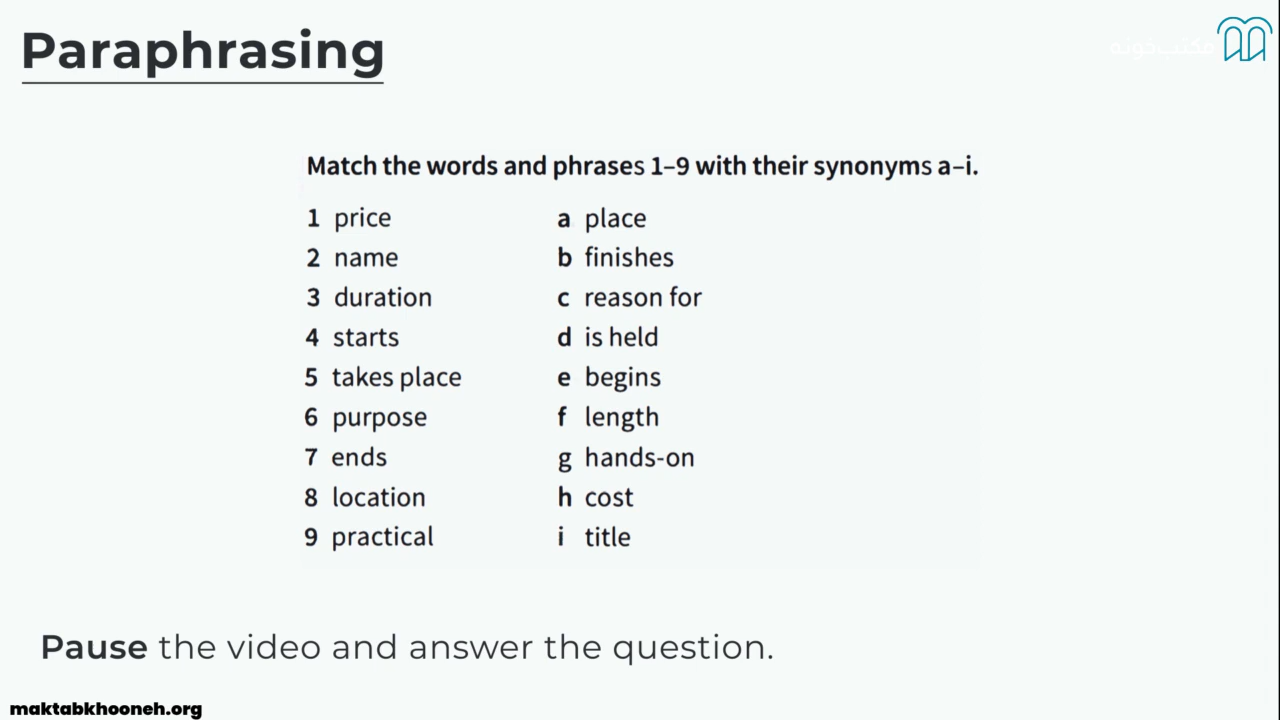 Paraphrasing
مکتب‌خونه
Match the words and phrases 1–9 with their synonyms a–i.
1 price a place
2 name b finishes
3 duration c reason for
4 starts d is held
5 takes place e begins
6 purpose f length
7 ends g hands-on
8 location h cost
9 practical i title
Pause the video and answer the question.
maktabkhooneh.org